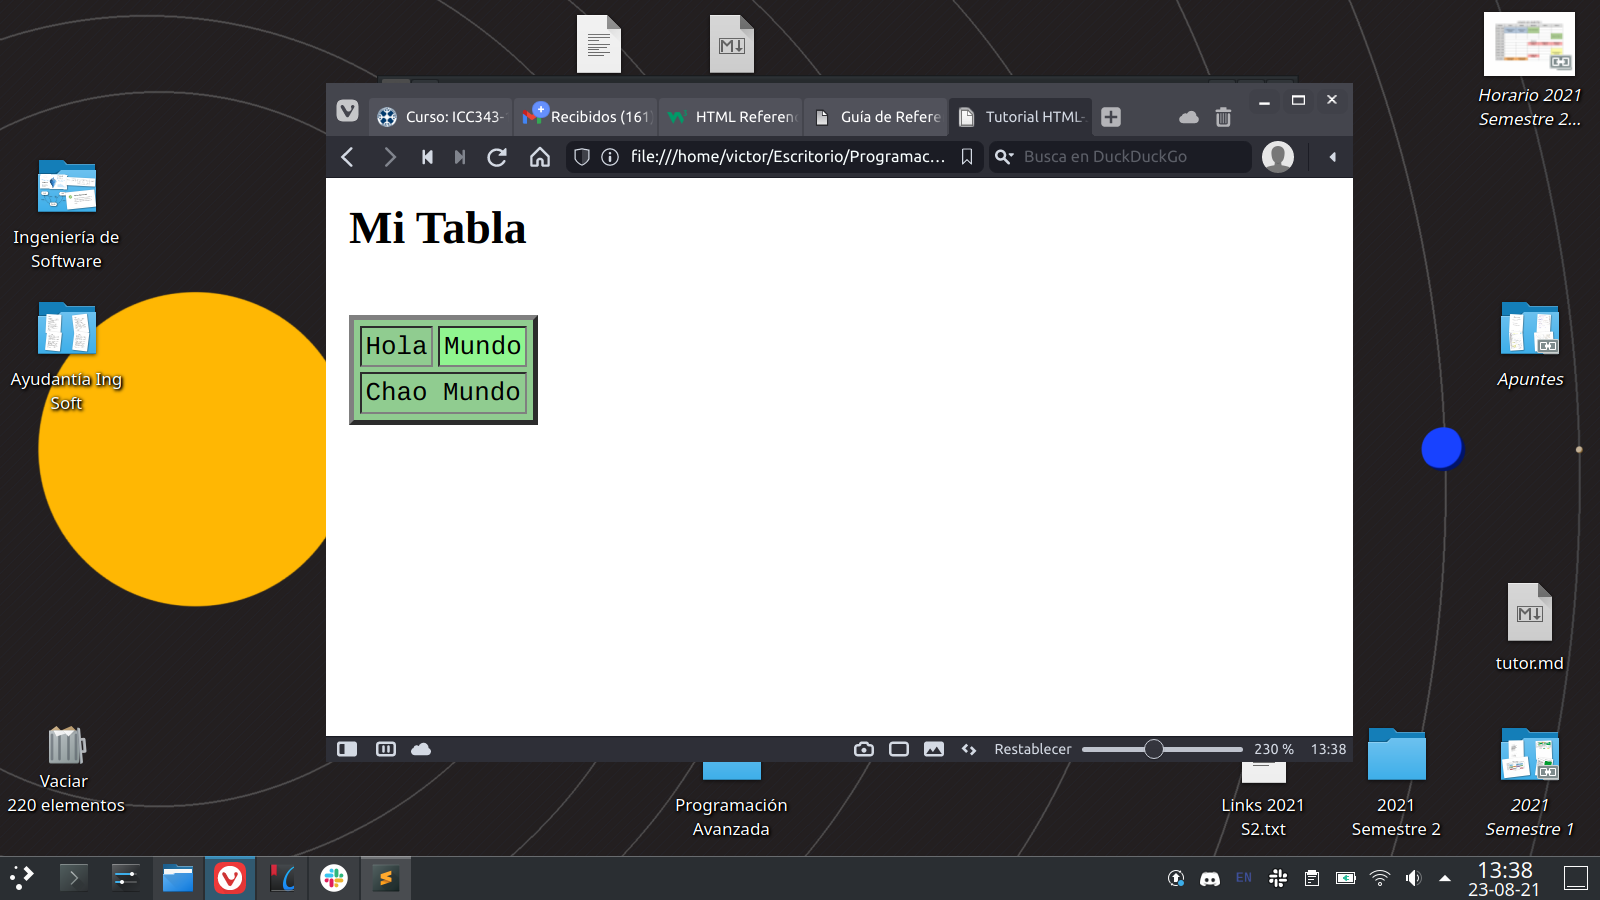 Horario 2021
Semestre 2...
Curso: ICC343-
Recibidos (161)
HTML Referen
Guía de Refere
Tutorial HTML-
file:///home/victor/Escritorio/Programac...
Busca en DuckDuckGo
Mi Tabla
Hola Mundo
Chao Mundo
Ingeniería de
Software
Ayudantía Ing
Soft
Apuntes
tutor.md
Restablecer
230 %
13:38
Vaciar
220 elementos
Programación
Avanzada
Links 2021
S2.txt
2021
Semestre 2
2021
Semestre 1
EN
13:38
23-08-21